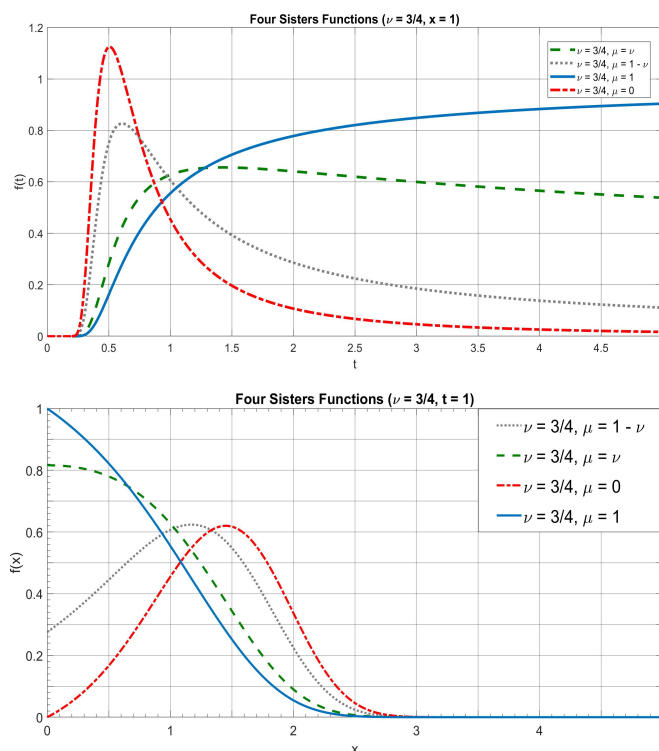 Four Sisters Functions (ν = 3/4, x = 1)
1.2
1
0.8
0.6
0.4
0.2
0
f(t)
ν = 3/4, μ = ν
ν = 3/4, μ = 1 - ν
ν = 3/4, μ = 1
ν = 3/4, μ = 0
0 0.5 1 1.5 2 2.5 3 3.5 4 4.5
t
Four Sisters Functions (ν = 3/4, t = 1)
1
0.8
0.6
0.4
0.2
0
f(x)
ν = 3/4, μ = 1 - ν
ν = 3/4, μ = ν
ν = 3/4, μ = 0
ν = 3/4, μ = 1
0 1 2 3 4
x